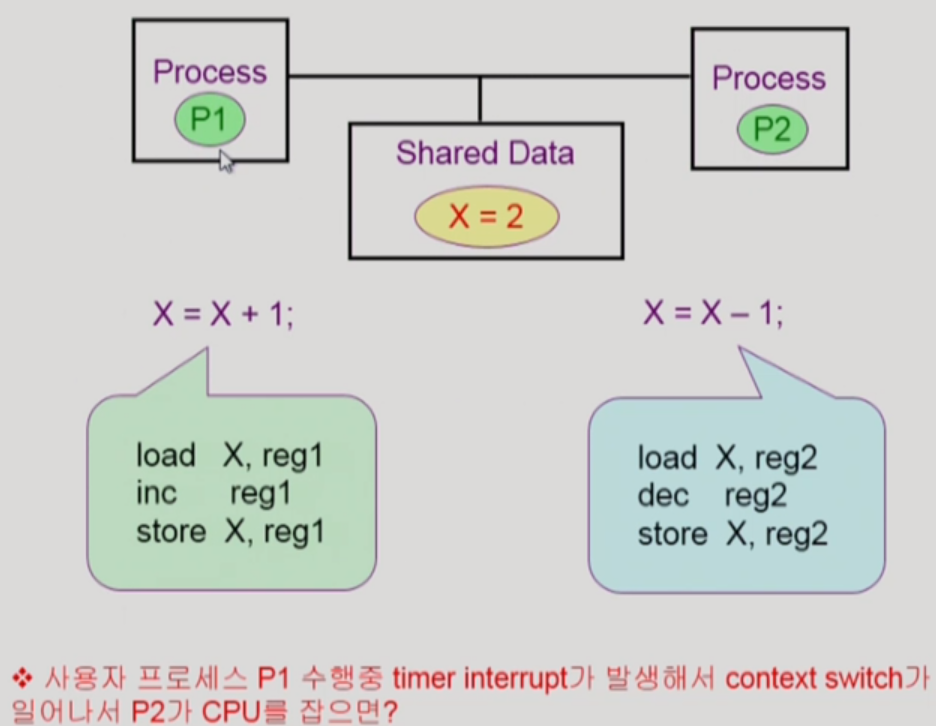 Process
P1
Process
P2
Shared Data
X = 2
X = X + 1;
X = X – 1;
load X, reg1
inc reg1
store X, reg1
load X, reg2
dec reg2
store X, reg2
❖ 사용자 프로세스 P1 수행중 timer interrupt가 발생해서 context switch가
일어나서 P2가 CPU를 잡으면?